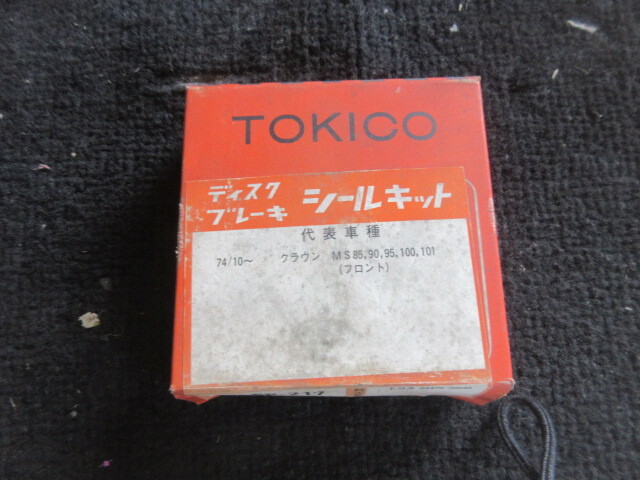 TOKICO
ディスク
ブレーキ シールキット
代表車種
74/10〜 クラウン MS85,90,95,100,101
(フロント)
217